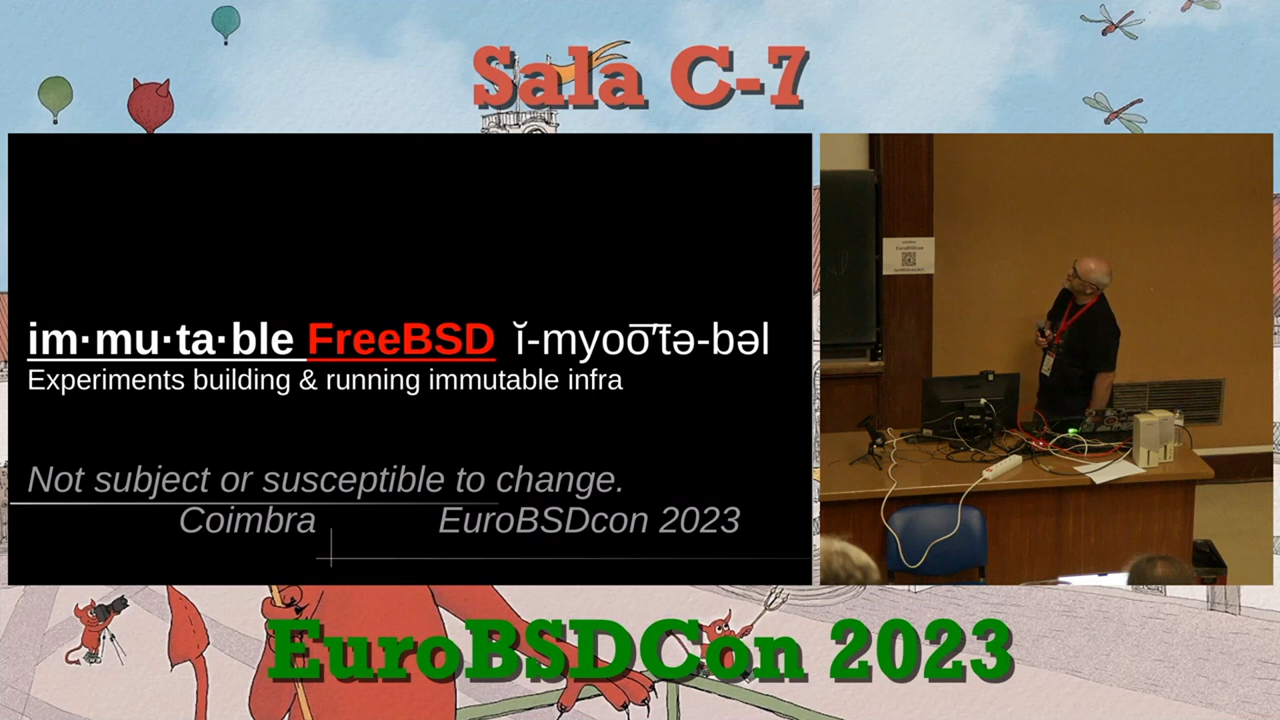 Sala C-7
im·mu·ta·ble FreeBSD ĭ-myo͞o′tə-bəl
Experiments building & running immutable infra
Not subject or susceptible to change.
Coimbra EuroBSDcon 2023
EuroBSDCon 2023